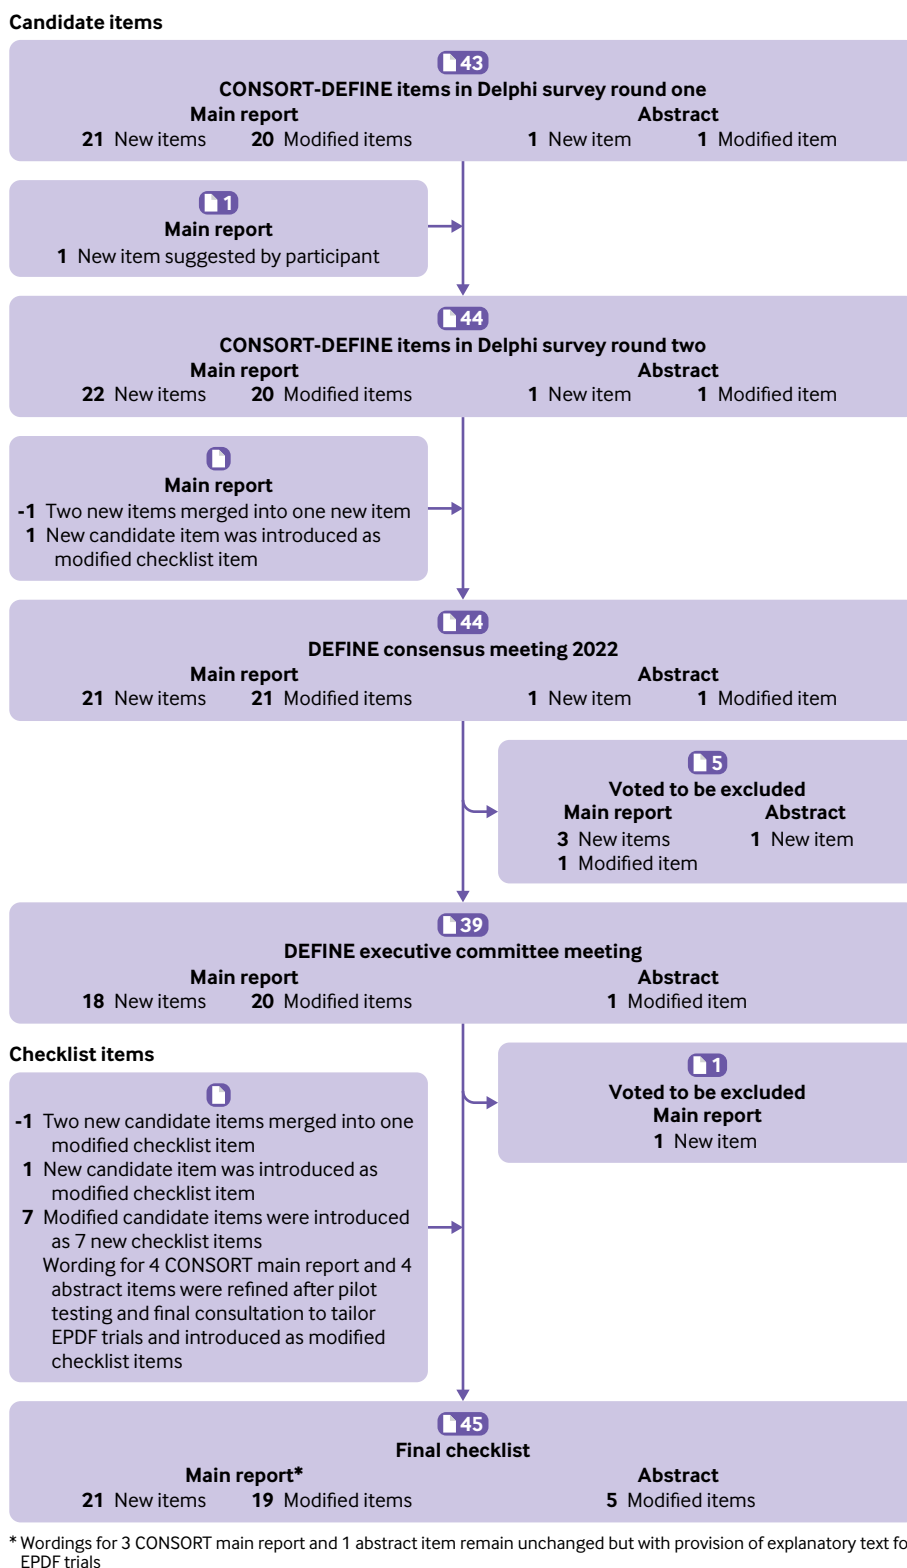 Candidate items
43
CONSORT-DEFINE items in Delphi survey round one
Main report Abstract
21 New items 20 Modified items 1 New item 1 Modified item
1
Main report
1 New item suggested by participant
44
CONSORT-DEFINE items in Delphi survey round two
Main report Abstract
22 New items 20 Modified items 1 New item 1 Modified item
Main report
-1 Two new items merged into one new item
1 New candidate item was introduced as
modified checklist item
44
DEFINE consensus meeting 2022
Main report Abstract
21 New items 21 Modified items 1 New item 1 Modified item
5
Voted to be excluded
Main report Abstract
3 New items 1 New item
1 Modified item
39
DEFINE executive committee meeting
Main report Abstract
18 New items 20 Modified items 1 Modified item
Checklist items
1
Voted to be excluded
Main report
1 New item
-1 Two new candidate items merged into one
modified checklist item
1 New candidate item was introduced as
modified checklist item
7 Modified candidate items were introduced
as 7 new checklist items
Wording for 4 CONSORT main report and 4
abstract items were refined after pilot
testing and final consultation to tailor
EPDF trials and introduced as modified
checklist items
45
Final checklist
Main report* Abstract
21 New items 19 Modified items 5 Modified items
* Wordings for 3 CONSORT main report and 1 abstract item remain unchanged but with provision of explanatory text fo
EPDF trials